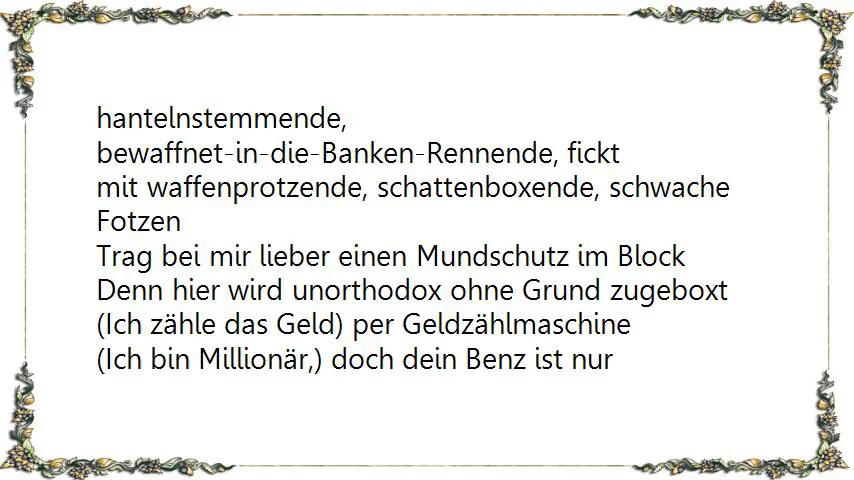 hantelnstemmende,
bewaffnet-in-die-Banken-Rennende, fickt
mit waffenprotzende, schattenboxende, schwache
Fotzen
Trag bei mir lieber einen Mundschutz im Block
Denn hier wird unorthodox ohne Grund zugeboxt
(Ich zähle das Geld) per Geldzählmaschine
(Ich bin Millionär,) doch dein Benz ist nur